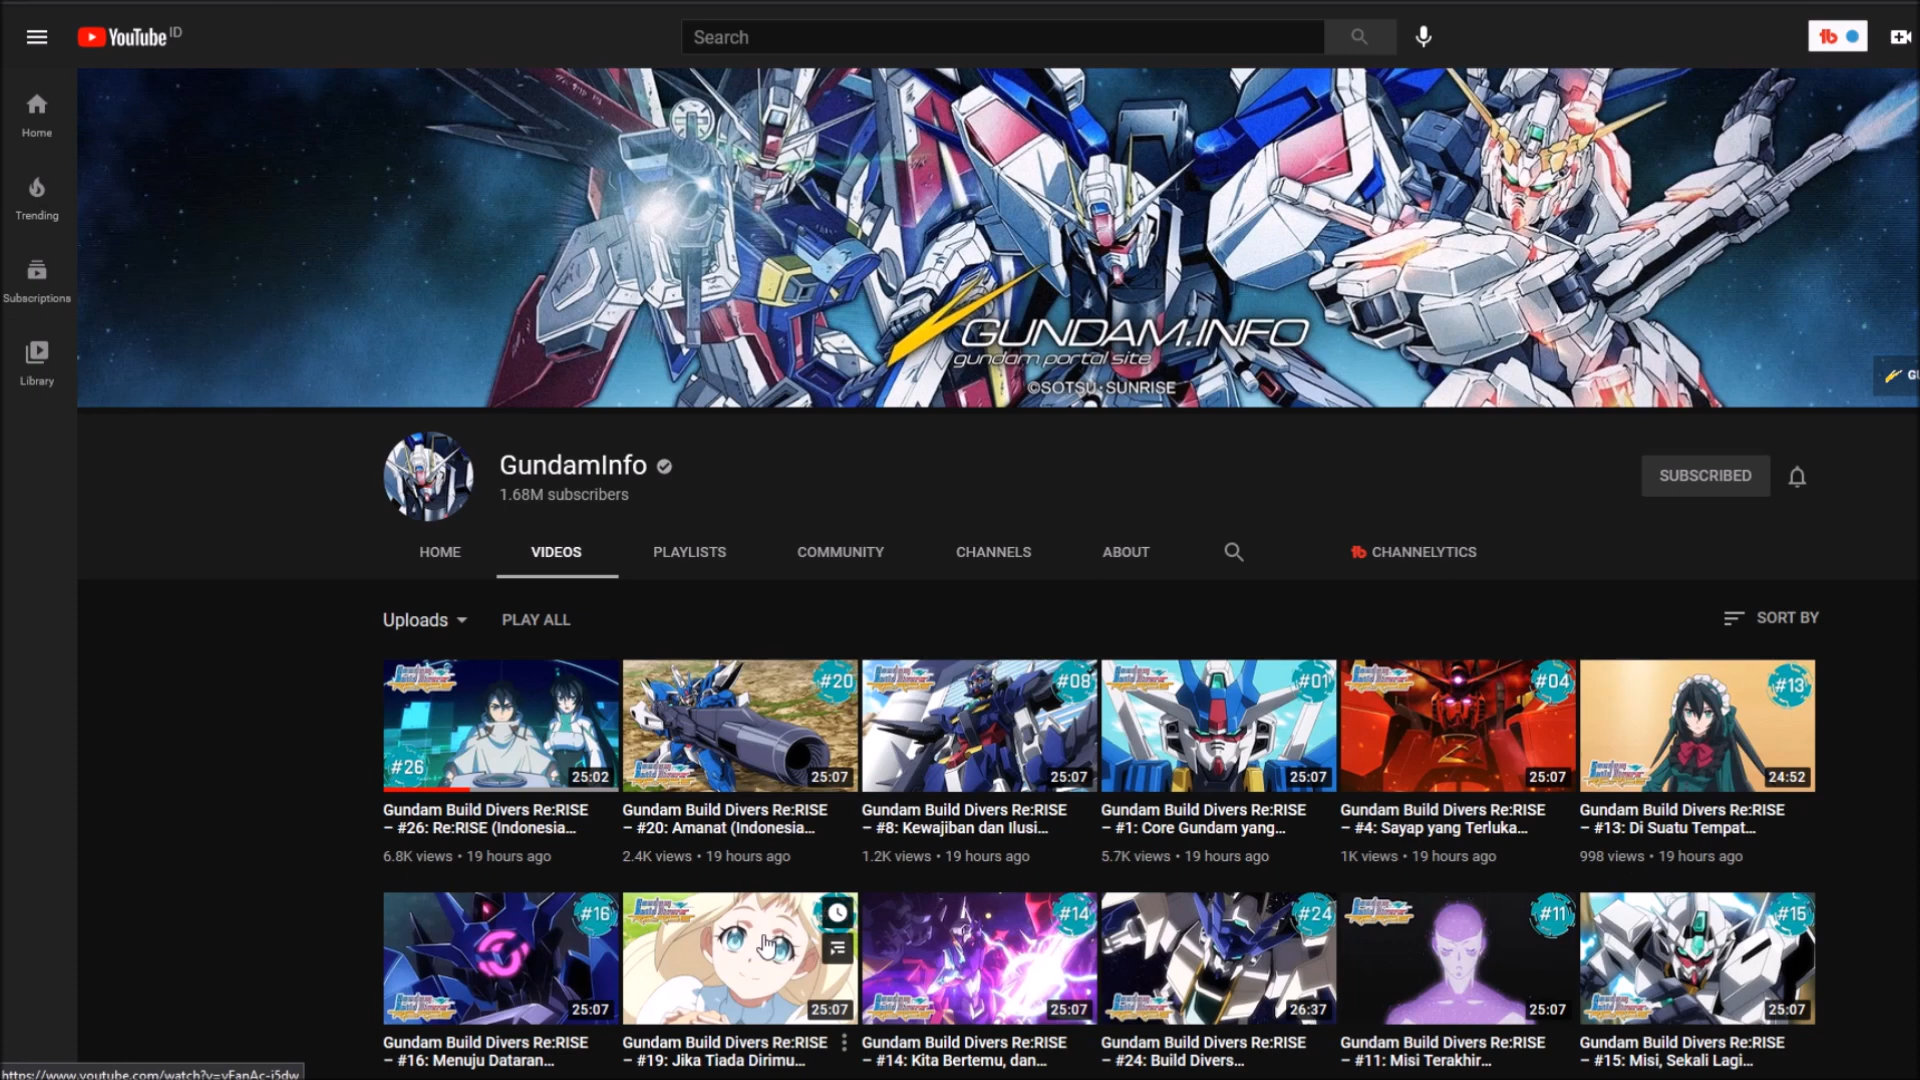 YouTube ID
Search
Home
Trending
Subscriptions
Library
GUNDAM.INFO
gundam portal site
©SOTSU·SUNRISE
GundamInfo
1.68M subscribers
SUBSCRIBED
HOME
VIDEOS
PLAYLISTS
COMMUNITY
CHANNELS
ABOUT
CHANNELYTICS
Uploads
PLAY ALL
SORT BY
#26
25:02
#20
25:07
#08
25:07
#01
25:07
#04
25:07
#13
24:52
Gundam Build Divers Re:RISE
– #26: Re:RISE (Indonesia...
6.8K views • 19 hours ago
Gundam Build Divers Re:RISE
– #20: Amanat (Indonesia...
2.4K views • 19 hours ago
Gundam Build Divers Re:RISE
– #8: Kewajiban dan Ilusi...
1.2K views • 19 hours ago
Gundam Build Divers Re:RISE
– #1: Core Gundam yang...
5.7K views • 19 hours ago
Gundam Build Divers Re:RISE
– #4: Sayap yang Terluka...
1K views • 19 hours ago
Gundam Build Divers Re:RISE
– #13: Di Suatu Tempat...
998 views • 19 hours ago
#16
25:07
25:07
#14
25:07
#24
26:37
#11
25:07
#15
25:07
Gundam Build Divers Re:RISE
– #16: Menuju Dataran...
Gundam Build Divers Re:RISE
– #19: Jika Tiada Dirimu...
Gundam Build Divers Re:RISE
– #14: Kita Bertemu, dan...
Gundam Build Divers Re:RISE
– #24: Build Divers...
Gundam Build Divers Re:RISE
– #11: Misi Terakhir...
Gundam Build Divers Re:RISE
– #15: Misi, Sekali Lagi...